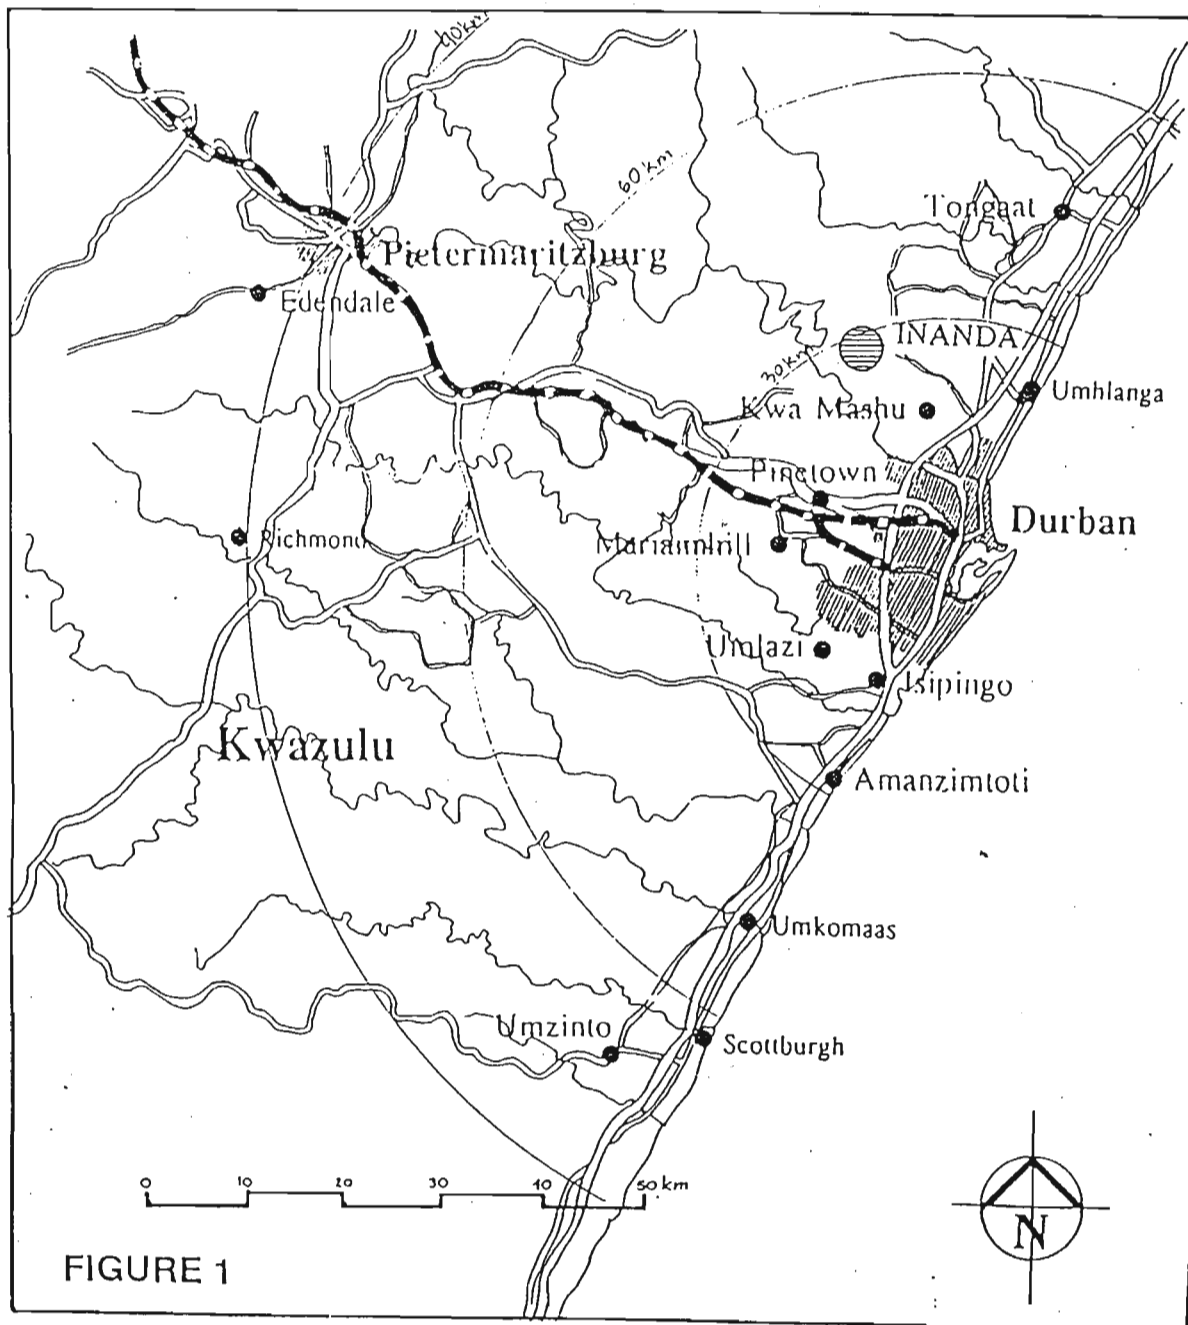 90km
60 km
Tongaat
Pietermaritzburg
Edendale
INANDA
30km
Umhlanga
Kwa Mashu
Pinetown
Durban
Richmond
Mariannhill
Umlazi
Isipingo
Kwazulu
Amanzimtoti
Umkomaas
Umzinto
Scottburgh
0 10 20 30 40 50 km
N
FIGURE 1